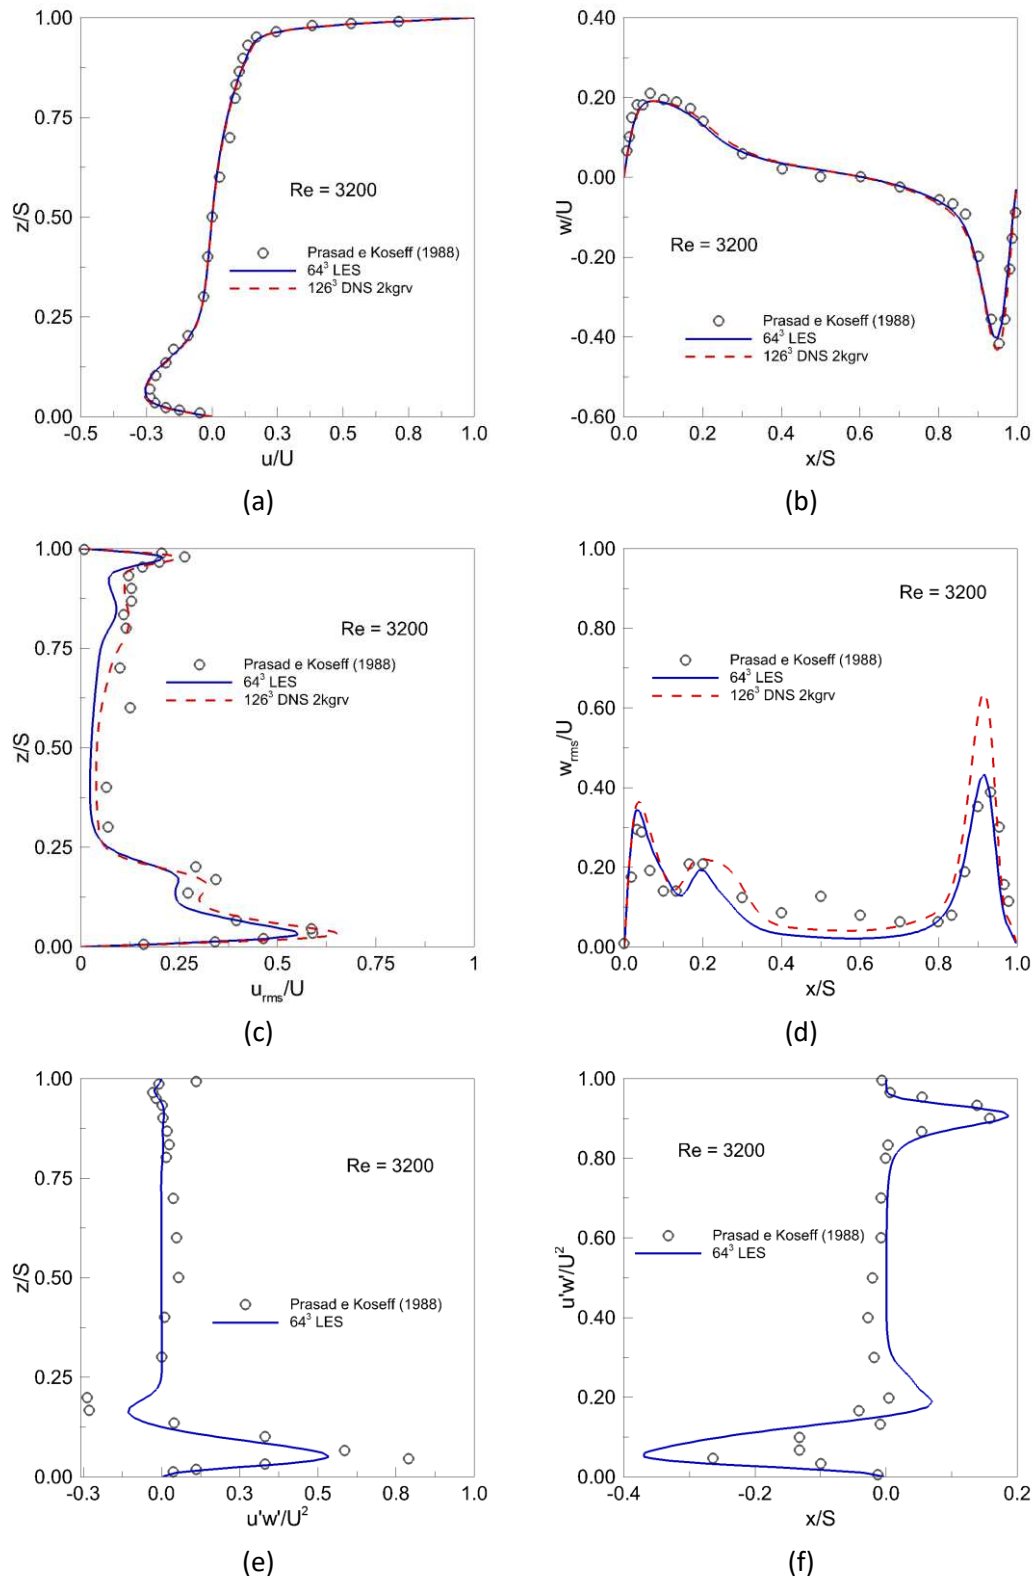 1.00
0.75
0.50
0.25
0.00
z/S
Re = 3200
Prasad e Koseff (1988)
64³ LES
126³ DNS 2kgrv
-0.5 -0.3 0.0 0.3 0.5 0.8 1.0
u/U
(a)
0.40
0.20
0.00
-0.20
-0.40
-0.60
w/U
Re = 3200
Prasad e Koseff (1988)
64³ LES
126³ DNS 2kgrv
0.0 0.2 0.4 0.6 0.8 1.0
x/S
(b)
1.00
0.75
0.50
0.25
0.00
z/S
Re = 3200
Prasad e Koseff (1988)
64³ LES
126³ DNS 2kgrv
0 0.25 0.5 0.75 1
u_rms/U
(c)
1.00
0.80
0.60
0.40
0.20
0.00
w_rms/U
Re = 3200
Prasad e Koseff (1988)
64³ LES
126³ DNS 2kgrv
0.0 0.2 0.4 0.6 0.8 1.0
x/S
(d)
1.00
0.75
0.50
0.25
0.00
z/S
Re = 3200
Prasad e Koseff (1988)
64³ LES
-0.3 0.0 0.3 0.6 0.9 1.2
u'w'/U²
(e)
1.00
0.80
0.60
0.40
0.20
0.00
u'w'/U²
Re = 3200
Prasad e Koseff (1988)
64³ LES
-0.4 -0.2 0.0 0.2
x/S
(f)